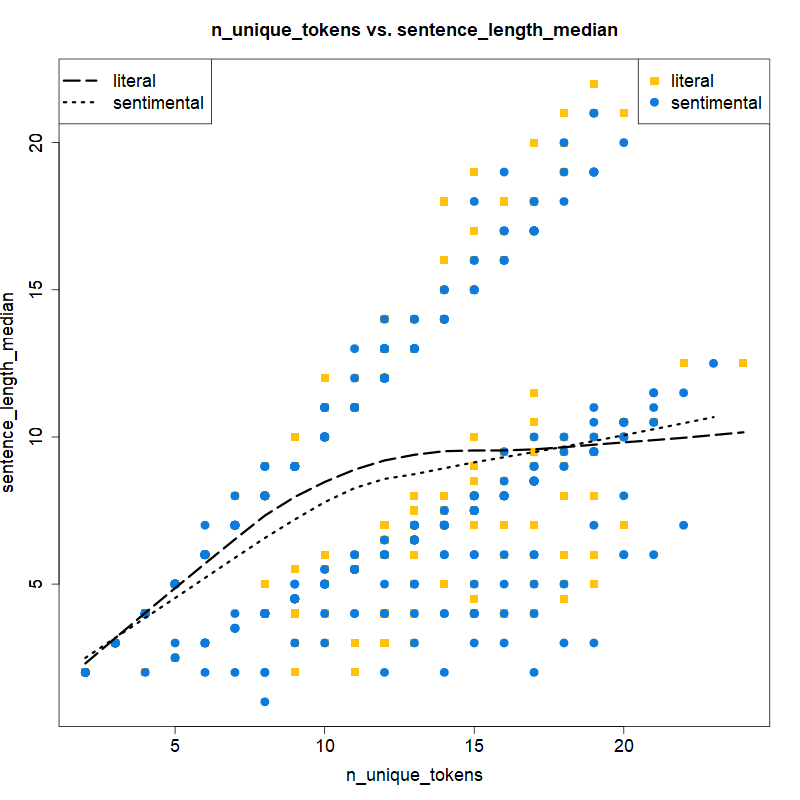 n_unique_tokens vs. sentence_length_median
literal
sentimental
literal
sentimental
20
15
10
5
sentence_length_median
5
10
15
20
n_unique_tokens